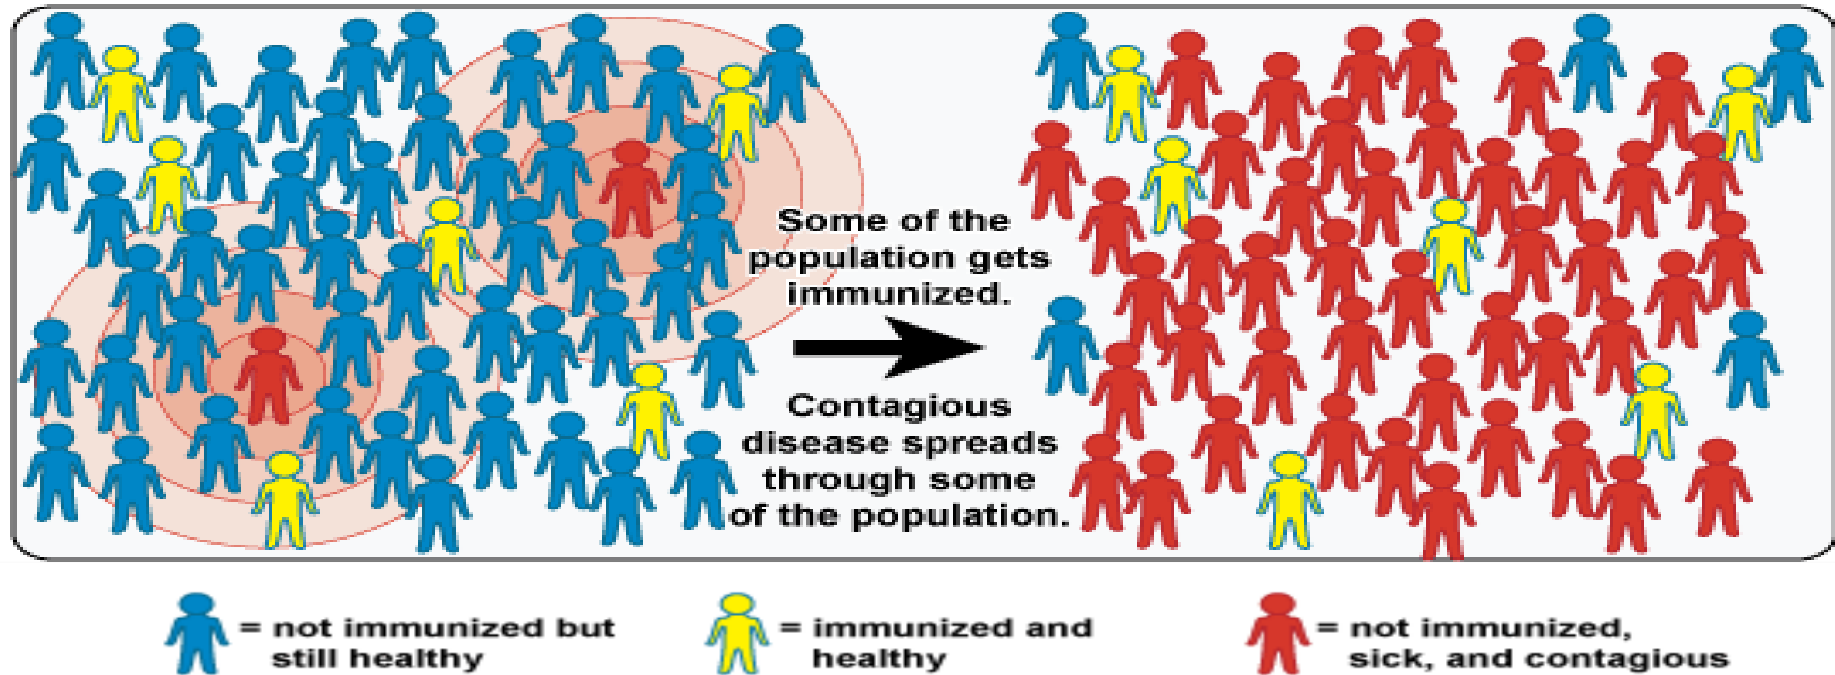 Some of the
population gets
immunized.
Contagious
disease spreads
through some
of the population.
= not immunized but
still healthy
= immunized and
healthy
= not immunized,
sick, and contagious